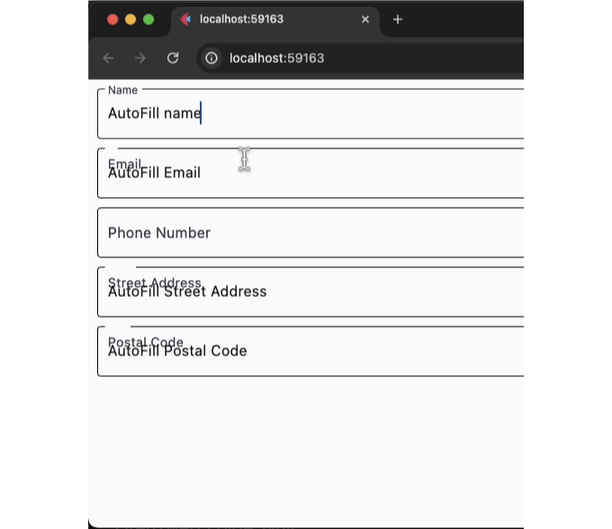 localhost:59163
localhost:59163
Name
AutoFill name
Email
AutoFill Email
Phone Number
Street Address
AutoFill Street Address
Postal Code
AutoFill Postal Code